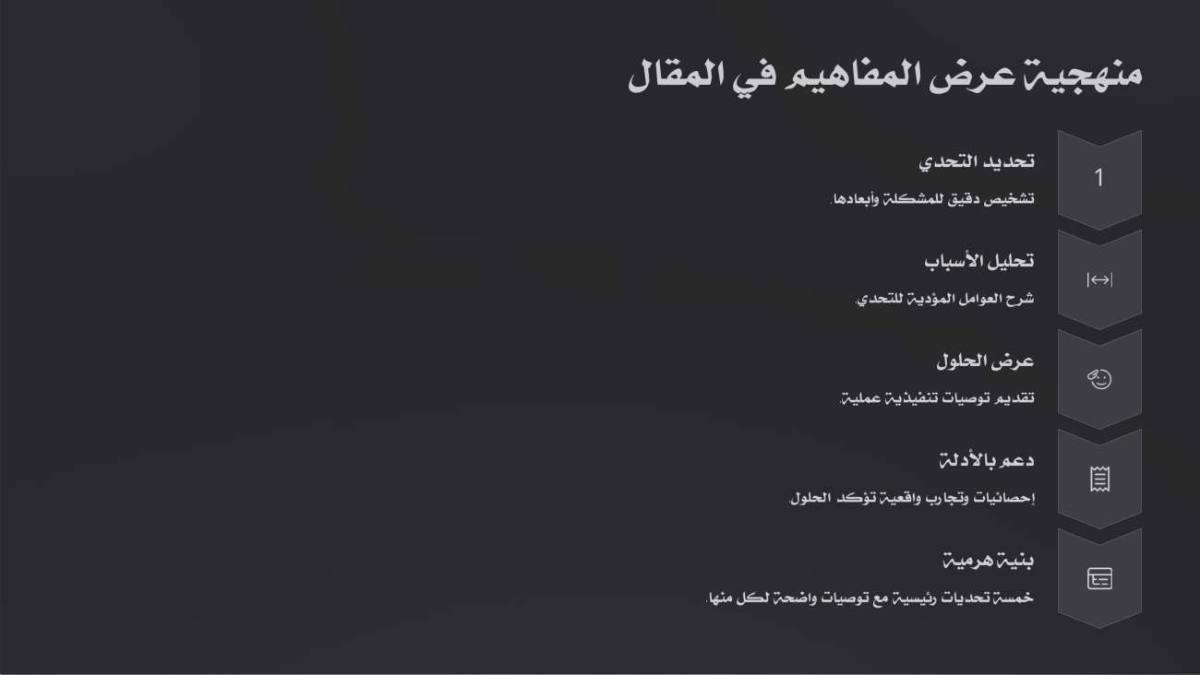 منهجية عرض المفاهيم في المقال
1
تحديد التحدي
تشخيص دقيق للمشكلة وأبعادها.
تحليل الأسباب
شرح العوامل المؤدية للتحدي.
عرض الحلول
تقديم توصيات تنفيذية عملية.
دعم بالأدلة
إحصائيات وتجارب واقعية تؤكد الحلول.
بنية هرمية
خمسة تحديات رئيسية مع توصيات واضحة لكل منها.